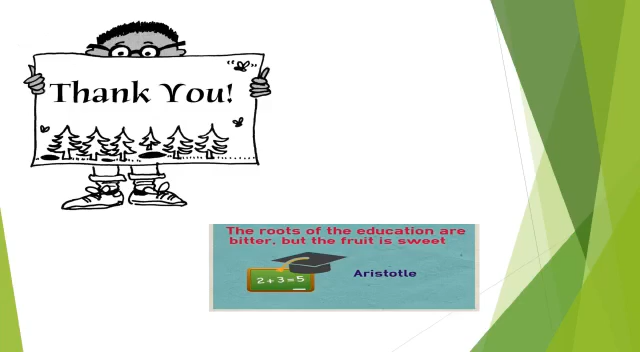 Thank You!
The roots of the education are
bitter, but the fruit is sweet
Aristotle
2+3=5